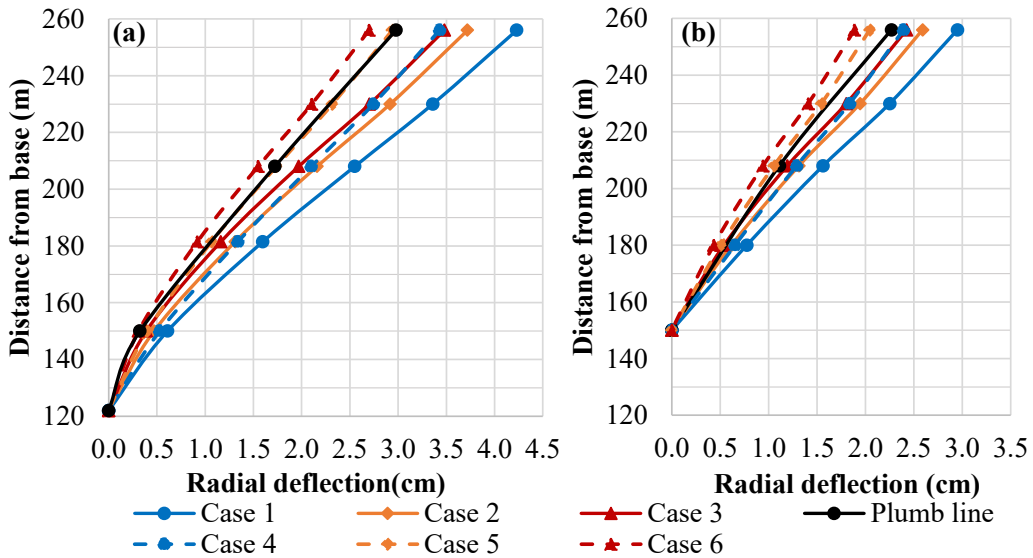 (a)
260
240
220
200
180
160
140
120
Distance from base (m)
0.0 0.5 1.0 1.5 2.0 2.5 3.0 3.5 4.0 4.5
Radial deflection(cm)
(b)
260
240
220
200
180
160
140
120
Distance from base (m)
0.0 0.5 1.0 1.5 2.0 2.5 3.0 3.5
Radial deflection (cm)
Case 1 Case 2 Case 3 Plumb line
Case 4 Case 5 Case 6